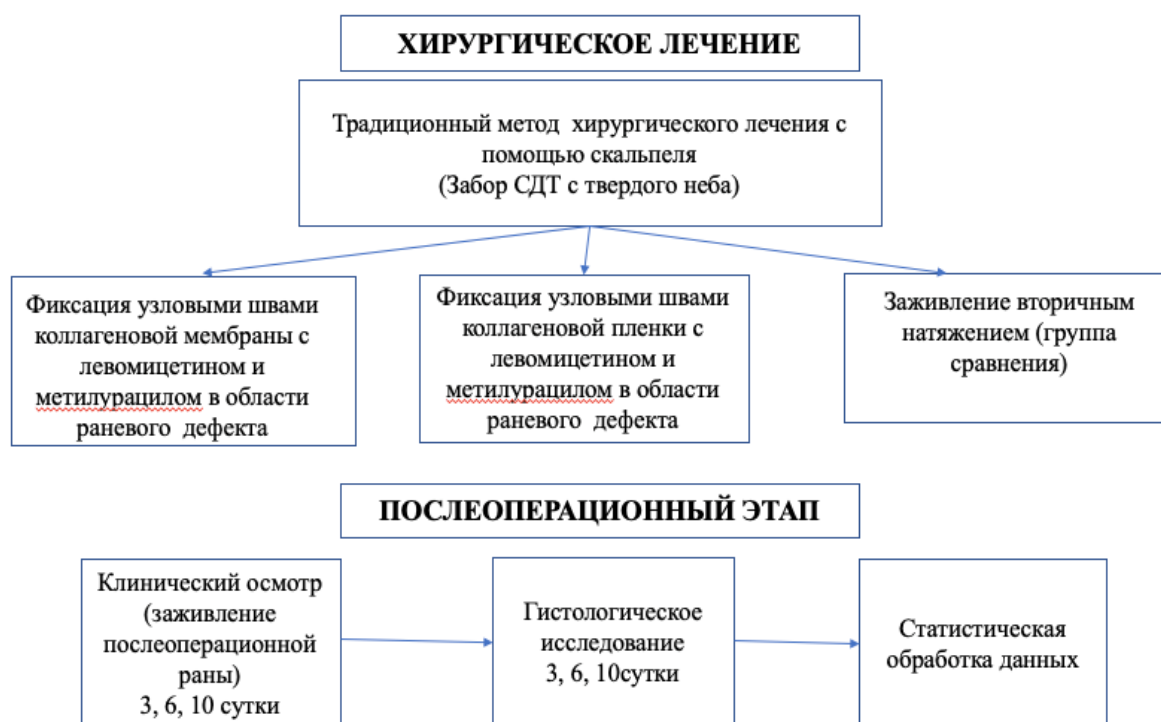 ХИРУРГИЧЕСКОЕ ЛЕЧЕНИЕ
Традиционный метод хирургического лечения с
помощью скальпеля
(Забор СДТ с твердого неба)
Фиксация узловыми швами
коллагеновой мембраны с
левомицетином и
метилурацилом в области
раневого дефекта
Фиксация узловыми швами
коллагеновой пленки с
левомицетином и
метилурацилом в области
раневого дефекта
Заживление вторичным
натяжением (группа
сравнения)
ПОСЛЕОПЕРАЦИОННЫЙ ЭТАП
Клинический осмотр
(заживление
послеоперационной
раны)
3, 6, 10 сутки
Гистологическое
исследование
3, 6, 10сутки
Статистическая
обработка данных